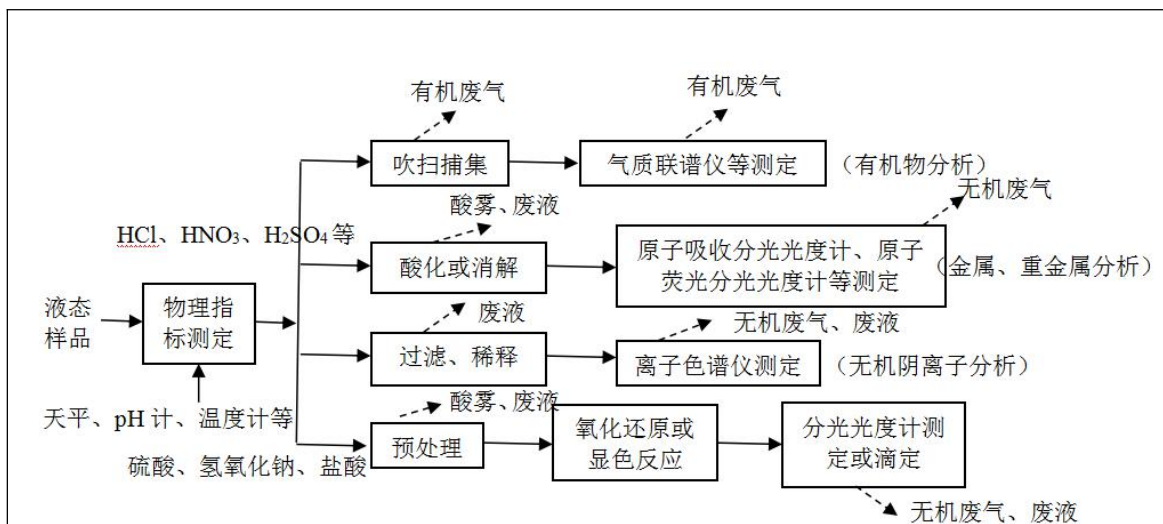 有机废气
有机废气
吹扫捕集
气质联谱仪等测定
（有机物分析）
无机废气
酸雾、废液
HCl、HNO₃、H₂SO₄等
酸化或消解
原子吸收分光光度计、原子
荧光分光光度计等测定
（金属、重金属分析）
液态
样品
物理指
标测定
废液
无机废气、废液
过滤、稀释
离子色谱仪测定
（无机阴离子分析）
天平、pH计、温度计等
酸雾、废液
预处理
氧化还原或
显色反应
分光光度计测
定或滴定
硫酸、氢氧化钠、盐酸
无机废气、废液